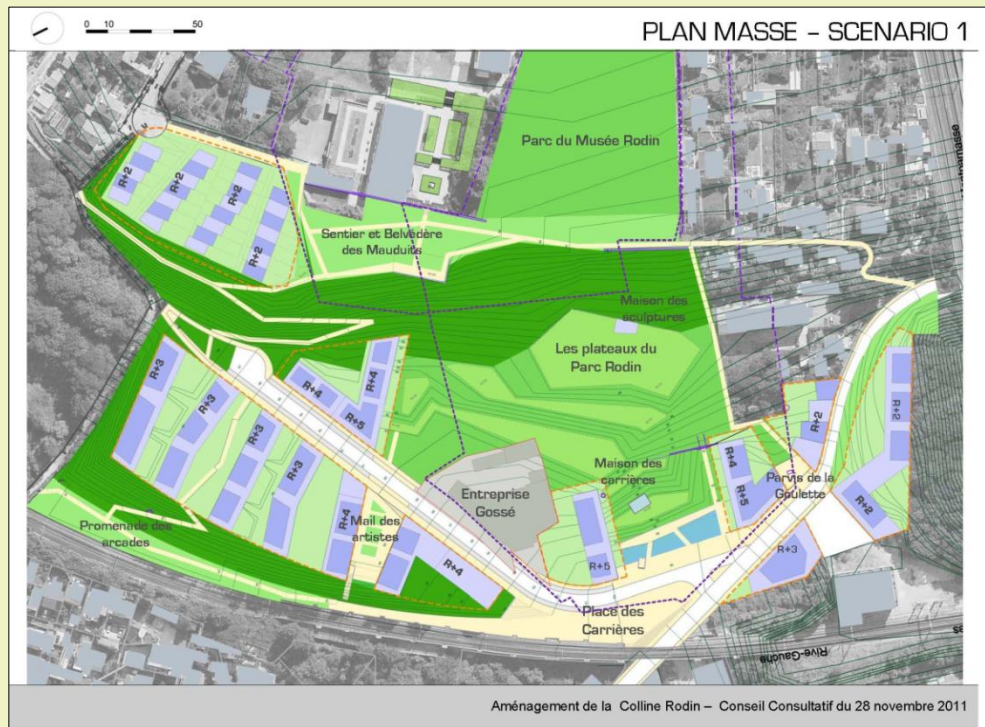 0 10 50
PLAN MASSE – SCENARIO 1
Parc du Musée Rodin
R+2
R+2
R+2
R+2
Sentier et Belvédère
des Mauduits
Maison des
sculptures
Les plateaux du
Parc Rodin
R+3
R+3
R+3
R+3
R+4
R+4
R+5
R+4
R+2
R+2
R+2
R+4
R+5
Parvis de la
Goulette
Maison des
carrières
Entreprise
Gossé
Mail des
artistes
R+4
Promenade des
arcades
R+5
R+3
Place des
Carrières
Rive-Gauche
Aménagement de la Colline Rodin – Conseil Consultatif du 28 novembre 2011